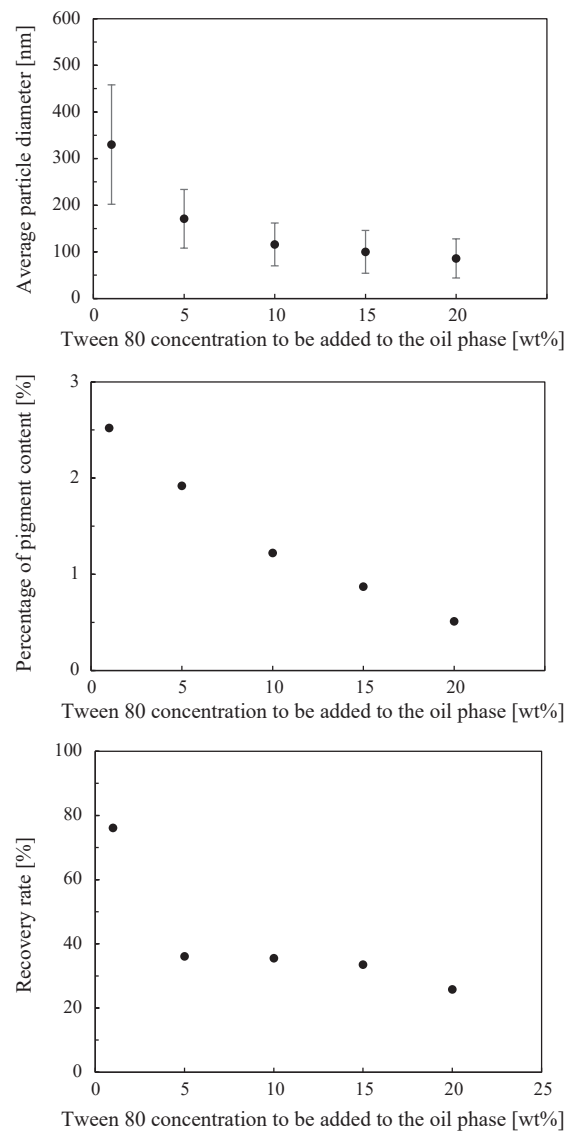 Average particle diameter [nm]
600
500
400
300
200
100
0
0 5 10 15 20
Tween 80 concentration to be added to the oil phase [wt%]
Percentage of pigment content [%]
3
2
1
0
0 5 10 15 20
Tween 80 concentration to be added to the oil phase [wt%]
Recovery rate [%]
100
80
60
40
20
0
0 5 10 15 20 25
Tween 80 concentration to be added to the oil phase [wt%]